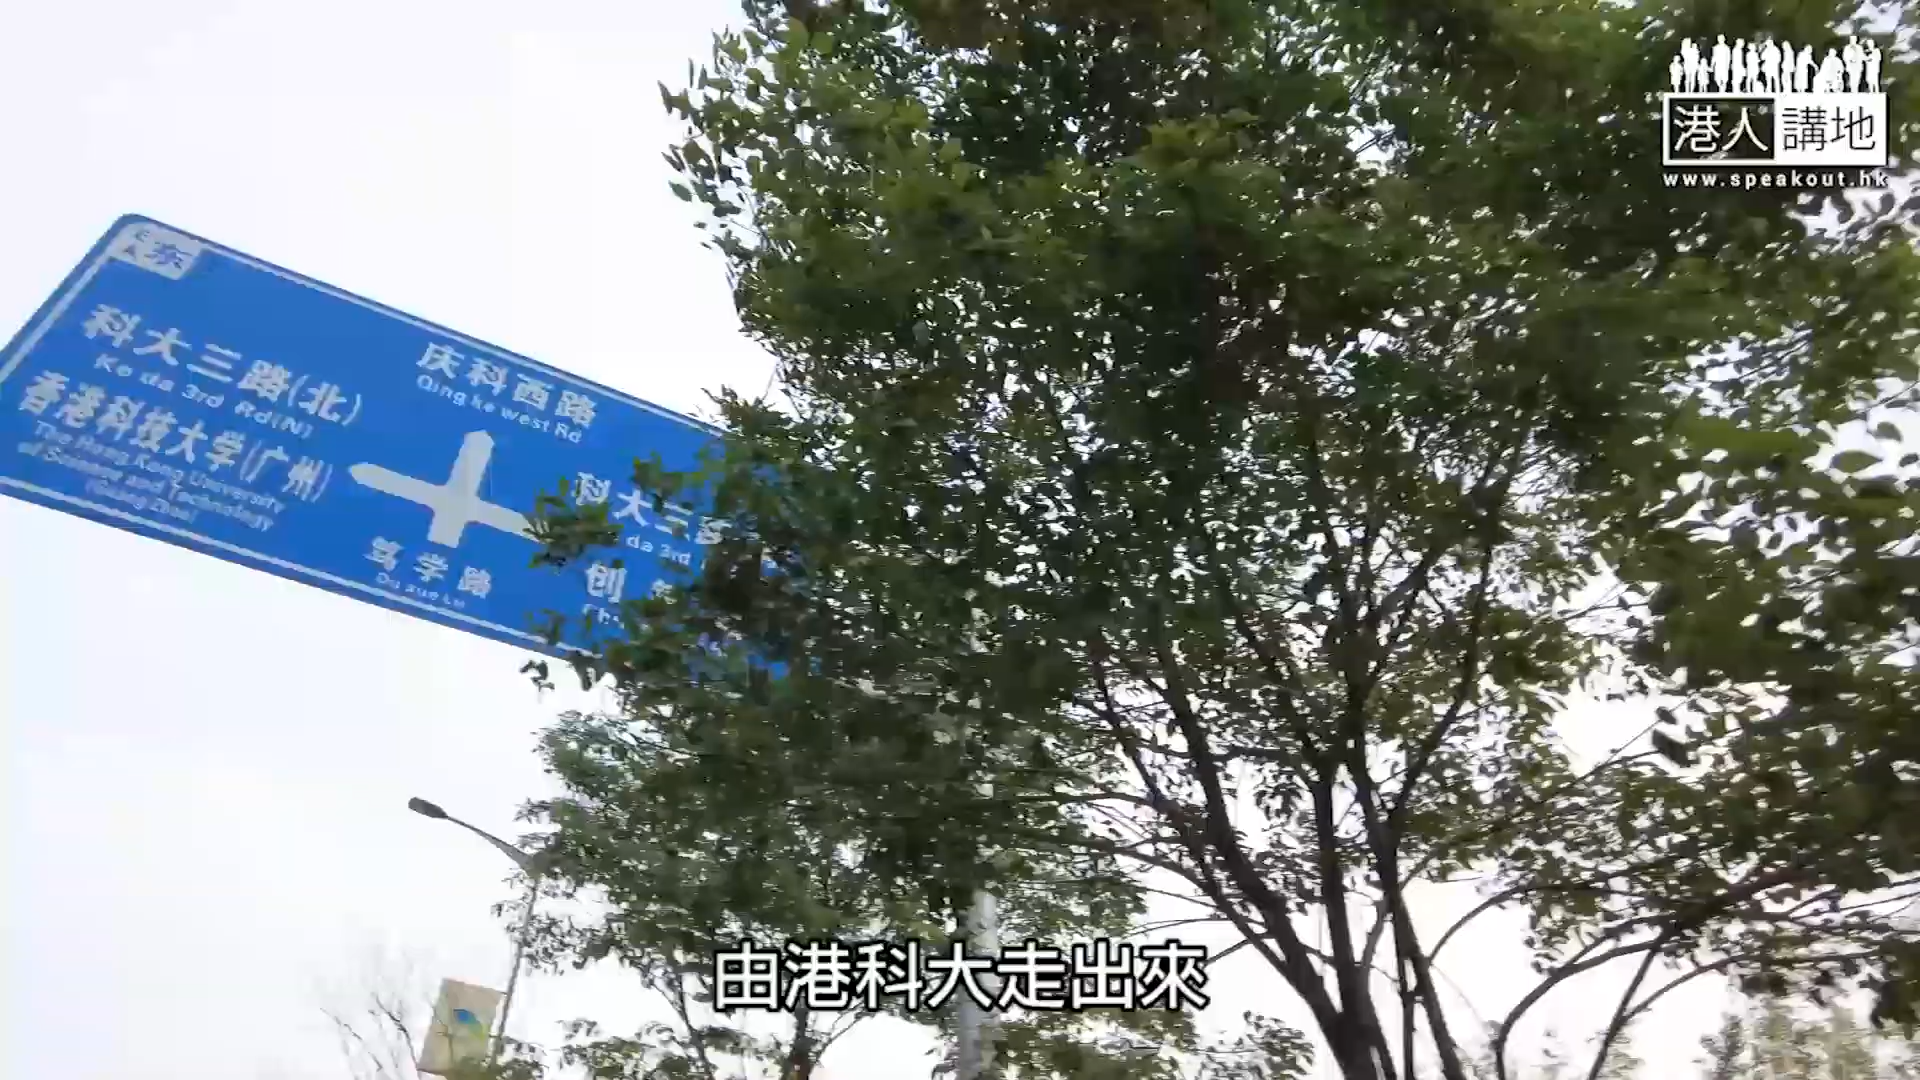 港人講地
www.speakout.hk
东
庆科西路
Qing ke west Rd
科大三路(北)
Ke da 3rd Rd(N)
香港科技大学(广州)
The Hong Kong University
of Science and Technology
(Guang Zhou)
科大三路
da 3rd
创
笃学路
Du xue Lu
由港科大走出來